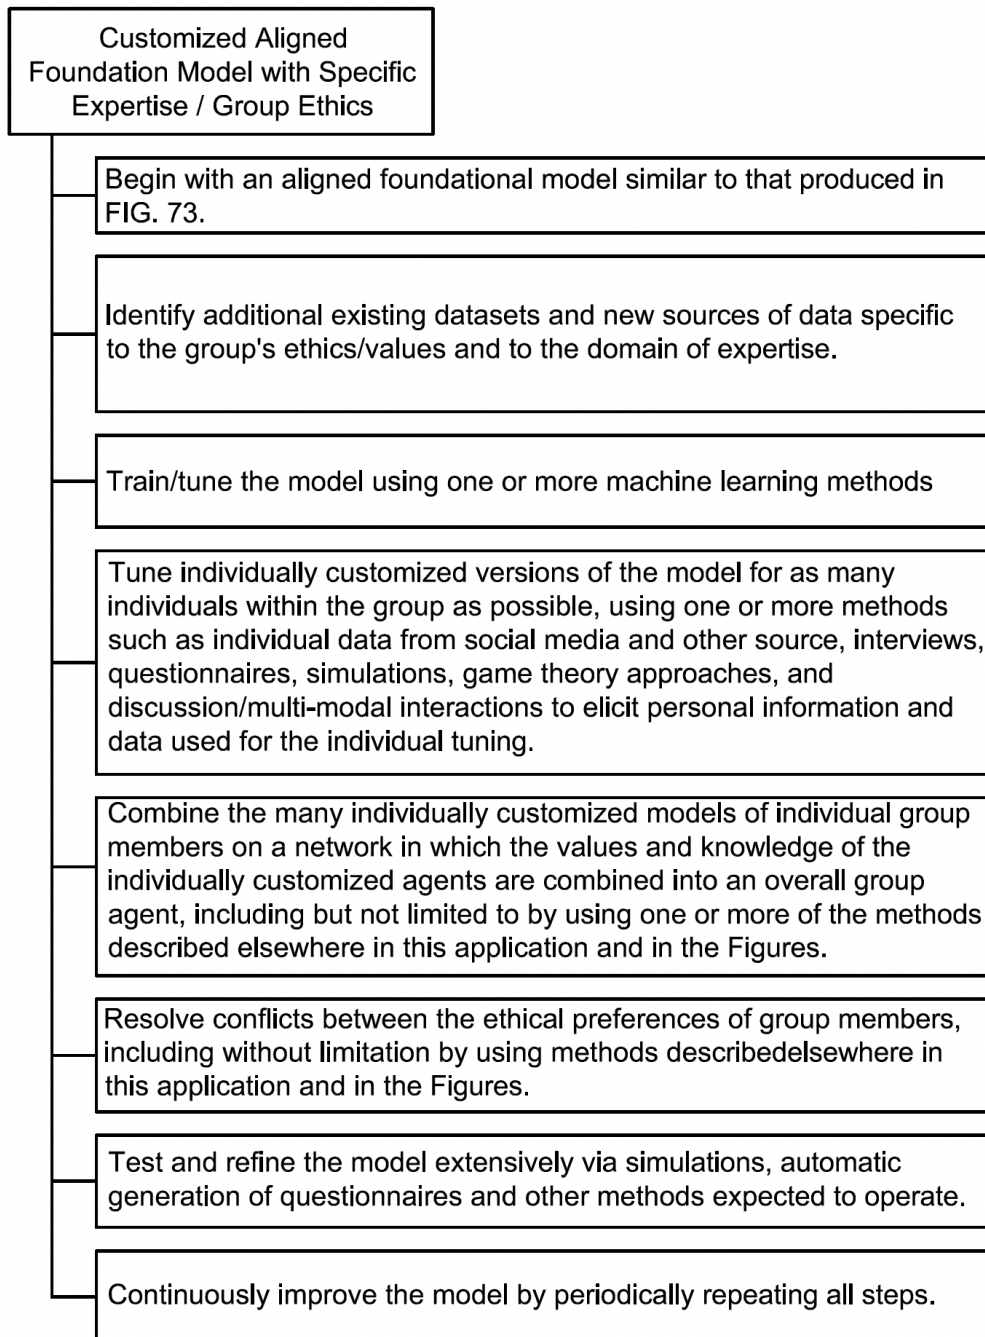 Customized Aligned
Foundation Model with Specific
Expertise / Group Ethics
Begin with an aligned foundational model similar to that produced in
FIG. 73.
Identify additional existing datasets and new sources of data specific
to the group's ethics/values and to the domain of expertise.
Train/tune the model using one or more machine learning methods
Tune individually customized versions of the model for as many
individuals within the group as possible, using one or more methods
such as individual data from social media and other source, interviews,
questionnaires, simulations, game theory approaches, and
discussion/multi-modal interactions to elicit personal information and
data used for the individual tuning.
Combine the many individually customized models of individual group
members on a network in which the values and knowledge of the
individually customized agents are combined into an overall group
agent, including but not limited to by using one or more of the methods
described elsewhere in this application and in the Figures.
Resolve conflicts between the ethical preferences of group members,
including without limitation by using methods describedelsewhere in
this application and in the Figures.
Test and refine the model extensively via simulations, automatic
generation of questionnaires and other methods expected to operate.
Continuously improve the model by periodically repeating all steps.